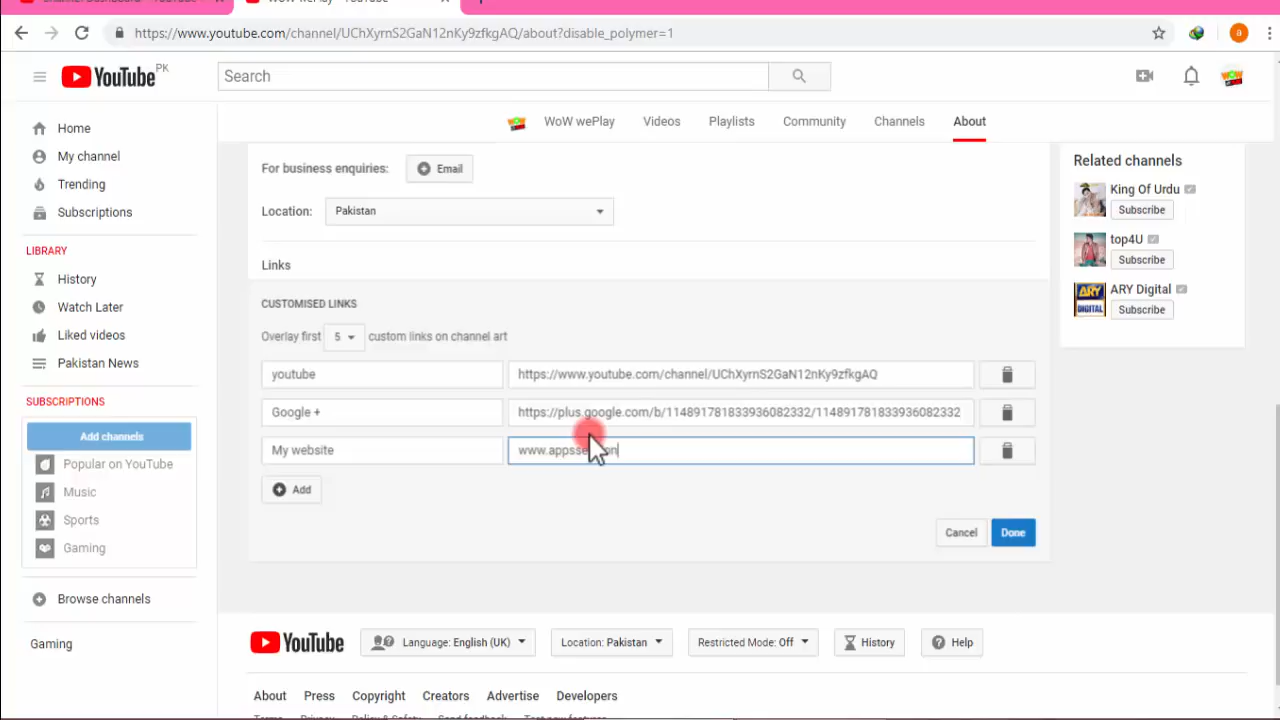 https://www.youtube.com/channel/UChXyrnS2GaN12nKy9zfkgAQ/about?disable_polymer=1
a
YouTube PK
Search
Home
My channel
Trending
Subscriptions
LIBRARY
History
Watch Later
Liked videos
Pakistan News
SUBSCRIPTIONS
Add channels
Popular on YouTube
Music
Sports
Gaming
Browse channels
Gaming
WoW wePlay Videos Playlists Community Channels About
For business enquiries: Email
Location: Pakistan
Links
CUSTOMISED LINKS
Overlay first 5 custom links on channel art
youtube https://www.youtube.com/channel/UChXyrnS2GaN12nKy9zfkgAQ
Google + https://plus.google.com/b/114891781833936082332/114891781833936082332
My website
Add
Cancel Done
Related channels
King Of Urdu
Subscribe
top4U
Subscribe
ARY DIGITAL
ARY Digital
Subscribe
YouTube Language: English (UK) Location: Pakistan Restricted Mode: Off History Help
About Press Copyright Creators Advertise Developers